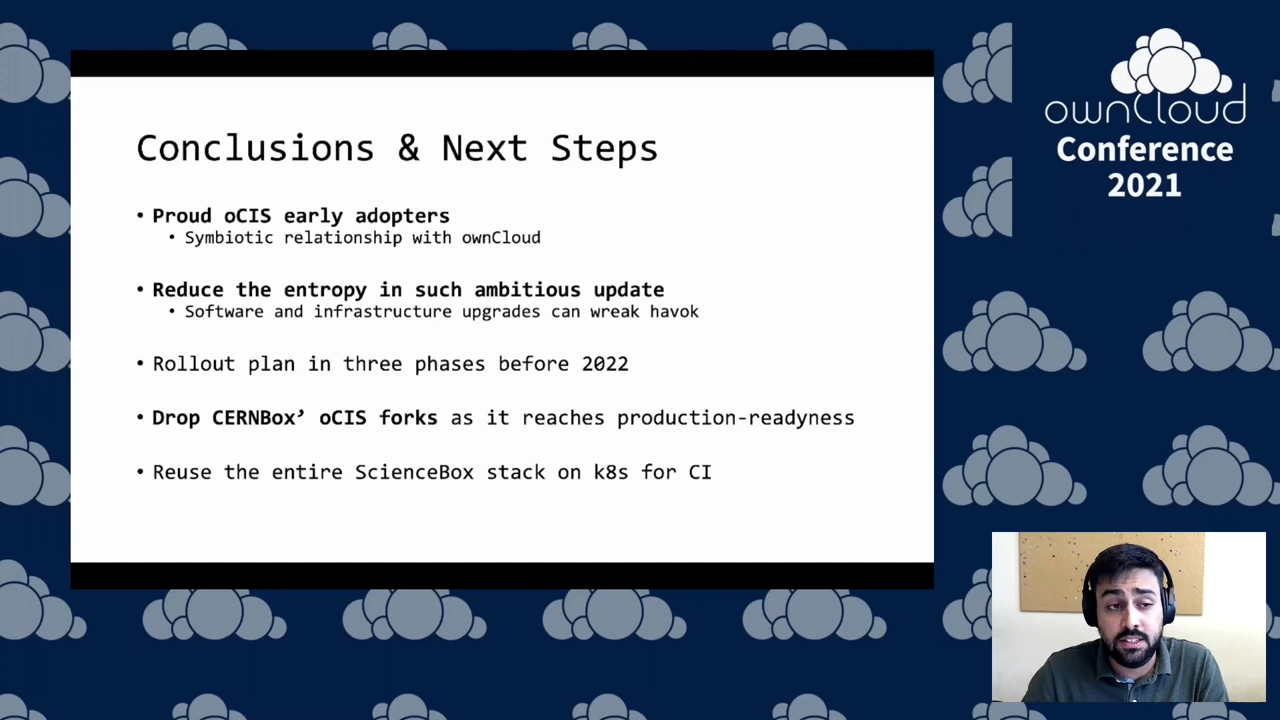 Conclusions & Next Steps
• Proud oCIS early adopters
• Symbiotic relationship with ownCloud
• Reduce the entropy in such ambitious update
• Software and infrastructure upgrades can wreak havok
• Rollout plan in three phases before 2022
• Drop CERNBox’ oCIS forks as it reaches production-readyness
• Reuse the entire ScienceBox stack on k8s for CI
ownCloud
Conference
2021